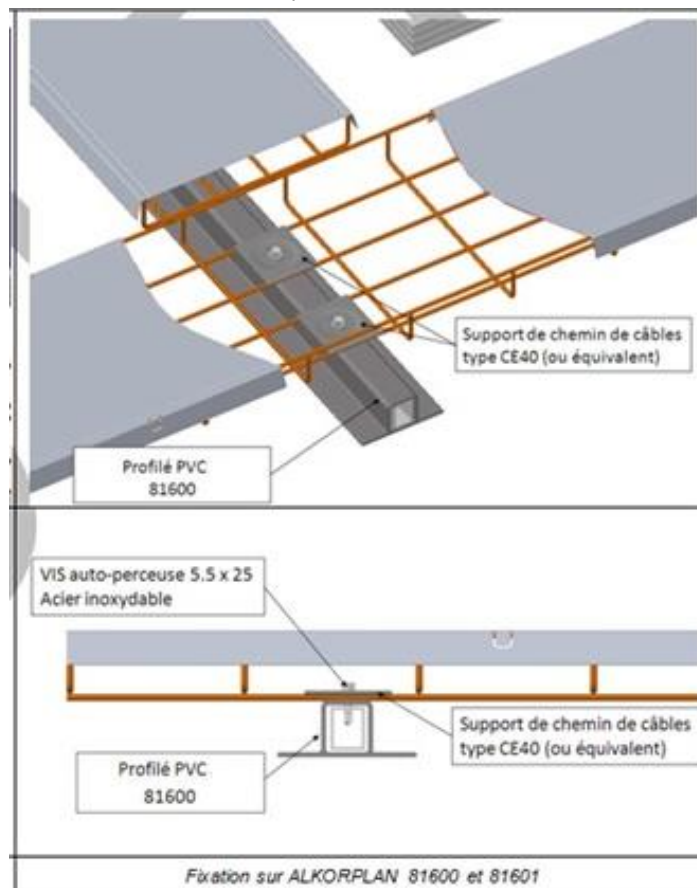 Support de chemin de câbles
type CE40 (ou équivalent)
Profilé PVC
81600
VIS auto-perceuse 5.5 x 25
Acier inoxydable
Support de chemin de câbles
type CE40 (ou équivalent)
Profilé PVC
81600
Fixation sur ALKORPLAN 81600 et 81601